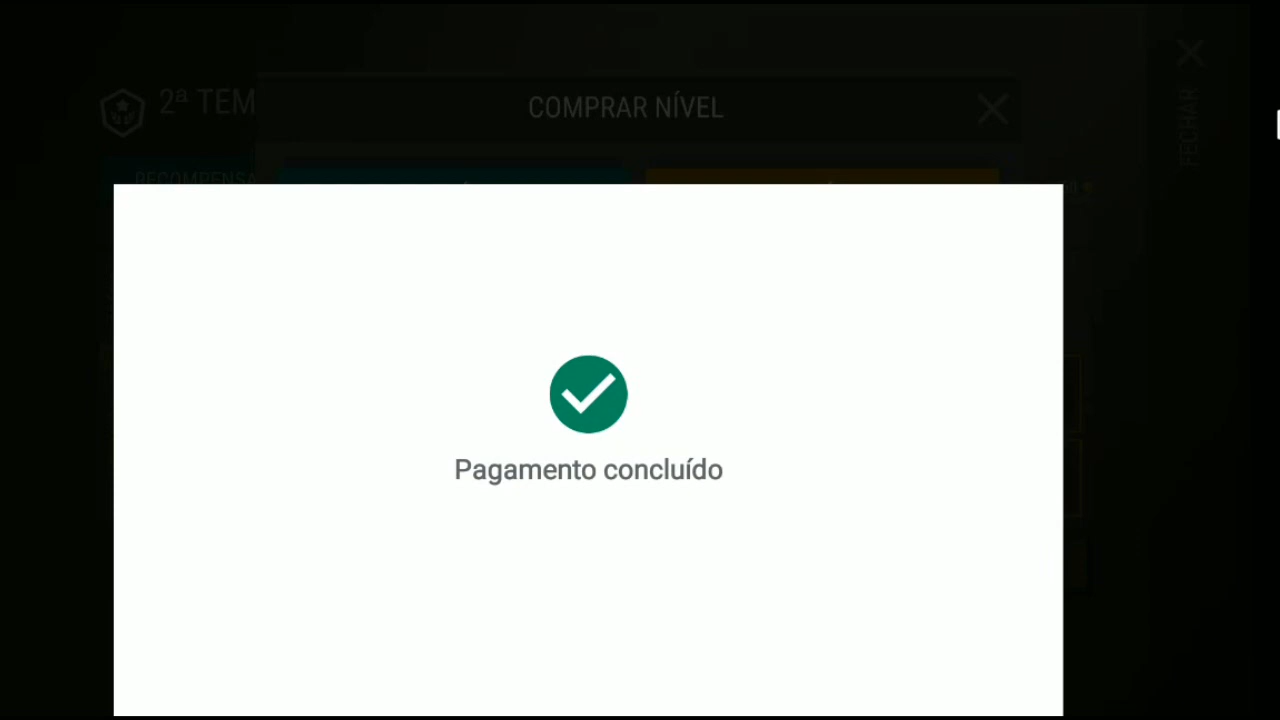 2ª TEM
COMPRAR NÍVEL
FECHAR
RECOMPENSA
Pagamento concluído